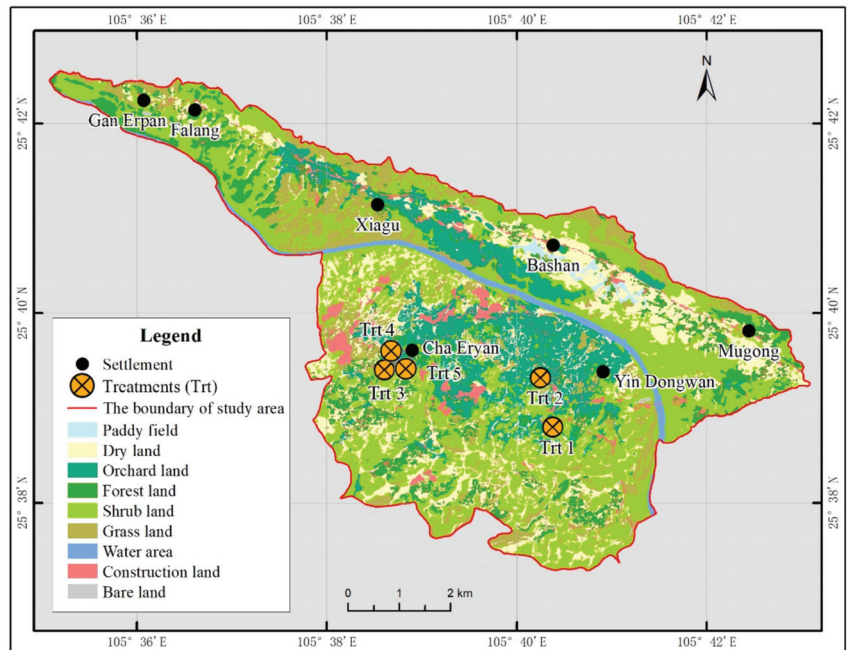 105° 36′ E 105° 38′ E 105° 40′ E 105° 42′ E
N
25° 42′ N
25° 42′ N
Gan Erpan
Falang
Xiagu
Bashan
25° 40′ N
25° 40′ N
Mugong
Trt 4
Cha Eryan
Trt 5
Trt 3
Yin Dongwan
Trt 2
Trt 1
Legend
Settlement
Treatments (Trt)
The boundary of study area
Paddy field
Dry land
Orchard land
Forest land
Shrub land
Grass land
Water area
Construction land
Bare land
25° 38′ N
25° 38′ N
0 1 2 km
105° 36′ E 105° 38′ E 105° 40′ E 105° 42′ E